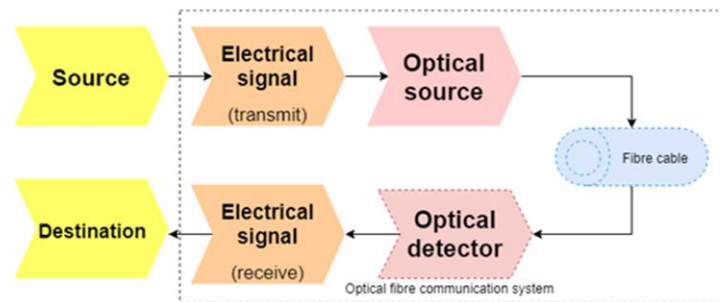 Source
Electrical
signal
(transmit)
Optical
source
Fibre cable
Destination
Electrical
signal
(receive)
Optical
detector
Optical fibre communication system